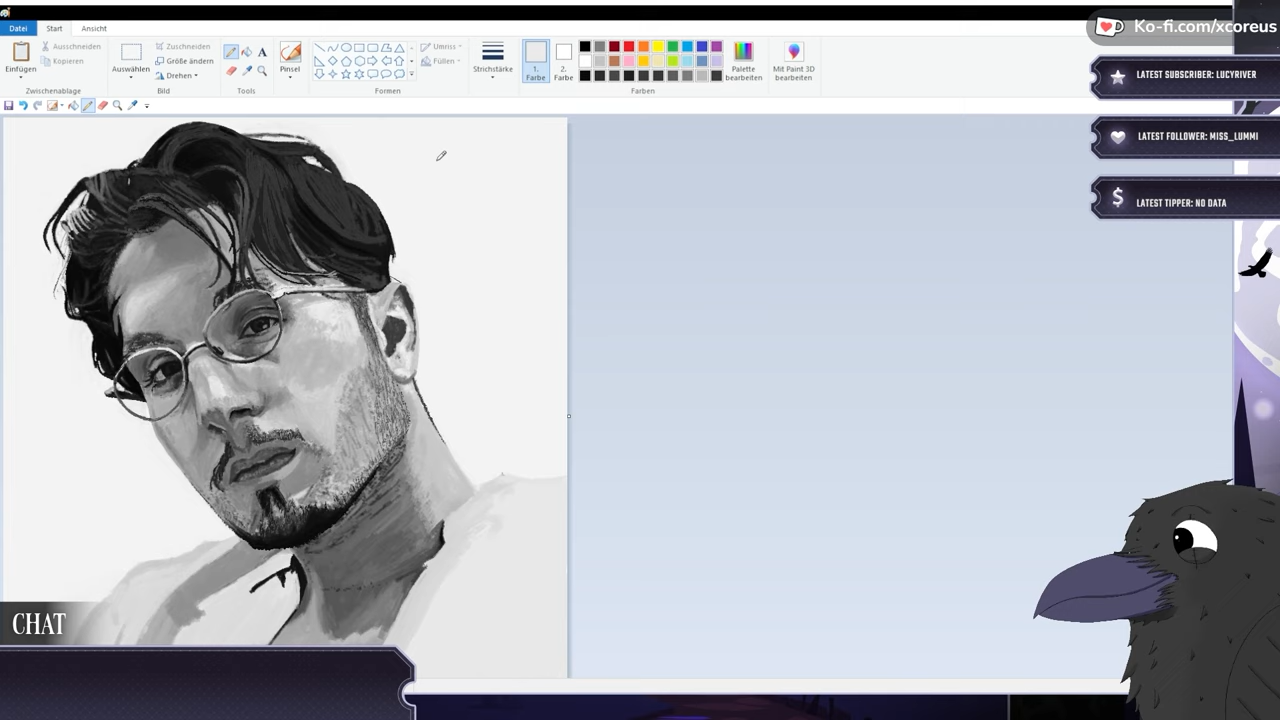 Ko-fi.com/xcoreus
Datei Start Ansicht
Einfügen
Ausschneiden
Kopieren
Zwischenablage
Auswählen
Zuschneiden
Größe ändern
Drehen
Bild
A
Tools
Pinsel
Umriss
Füllen
Formen
Strichstärke
1.
Farbe
2.
Farbe
Palette
bearbeiten
Mit Paint 3D
bearbeiten
Farben
LATEST SUBSCRIBER: LUCYRIVER
LATEST FOLLOWER: MISS_LUMMI
$ LATEST TIPPER: NO DATA
CHAT